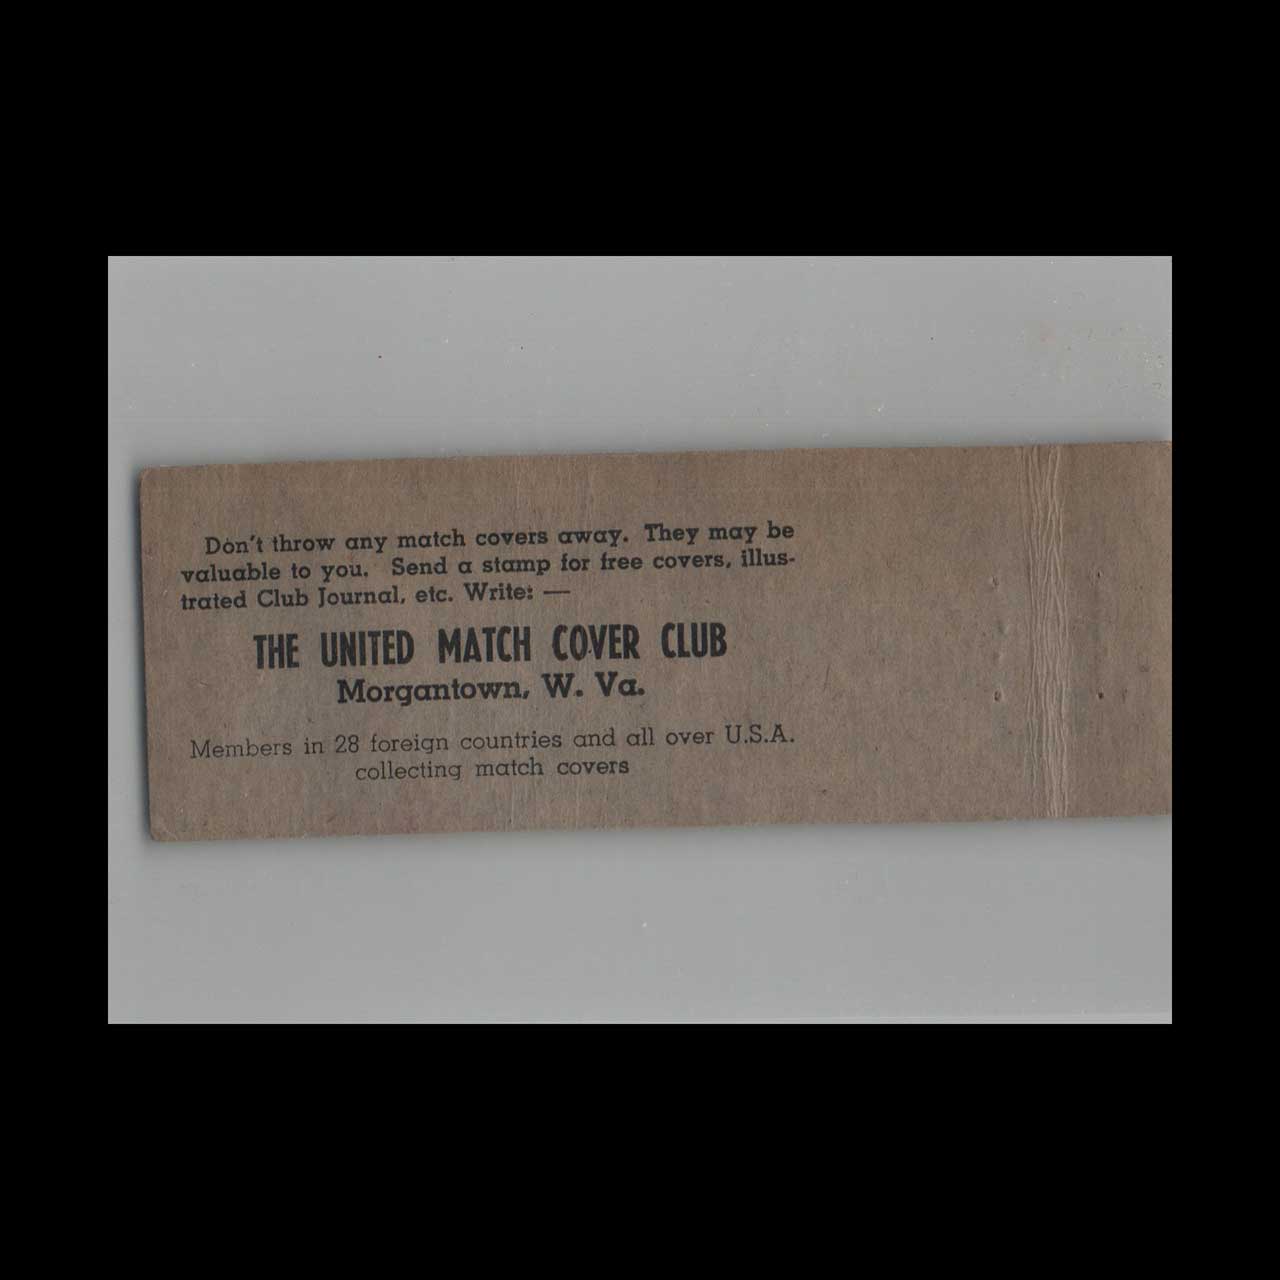 Don't throw any match covers away. They may be
valuable to you. Send a stamp for free covers, illus-
trated Club Journal, etc. Write: —
THE UNITED MATCH COVER CLUB
Morgantown, W. Va.
Members in 28 foreign countries and all over U.S.A.
collecting match covers